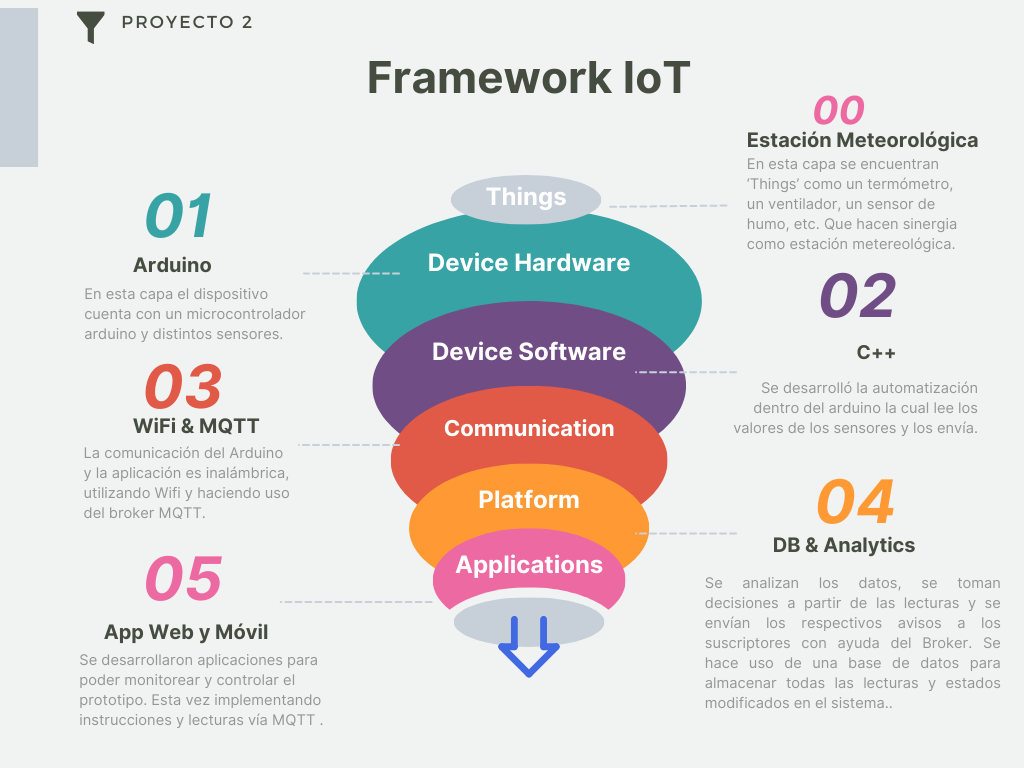 PROYECTO 2
Framework IoT
00
Estación Meteorológica
En esta capa se encuentran
‘Things’ como un termómetro,
un ventilador, un sensor de
humo, etc. Que hacen sinergia
como estación metereológica.
01
Arduino
En esta capa el dispositivo
cuenta con un microcontrolador
arduino y distintos sensores.
02
C++
Se desarrolló la automatización
dentro del arduino la cual lee los
valores de los sensores y los envía.
03
WiFi & MQTT
La comunicación del Arduino
y la aplicación es inalámbrica,
utilizando Wifi y haciendo uso
del broker MQTT.
04
DB & Analytics
Se analizan los datos, se toman
decisiones a partir de las lecturas y se
envían los respectivos avisos a los
suscriptores con ayuda del Broker. Se
hace uso de una base de datos para
almacenar todas las lecturas y estados
modificados en el sistema..
05
App Web y Móvil
Se desarrollaron aplicaciones para
poder monitorear y controlar el
prototipo. Esta vez implementando
instrucciones y lecturas vía MQTT .
Things
Device Hardware
Device Software
Communication
Platform
Applications